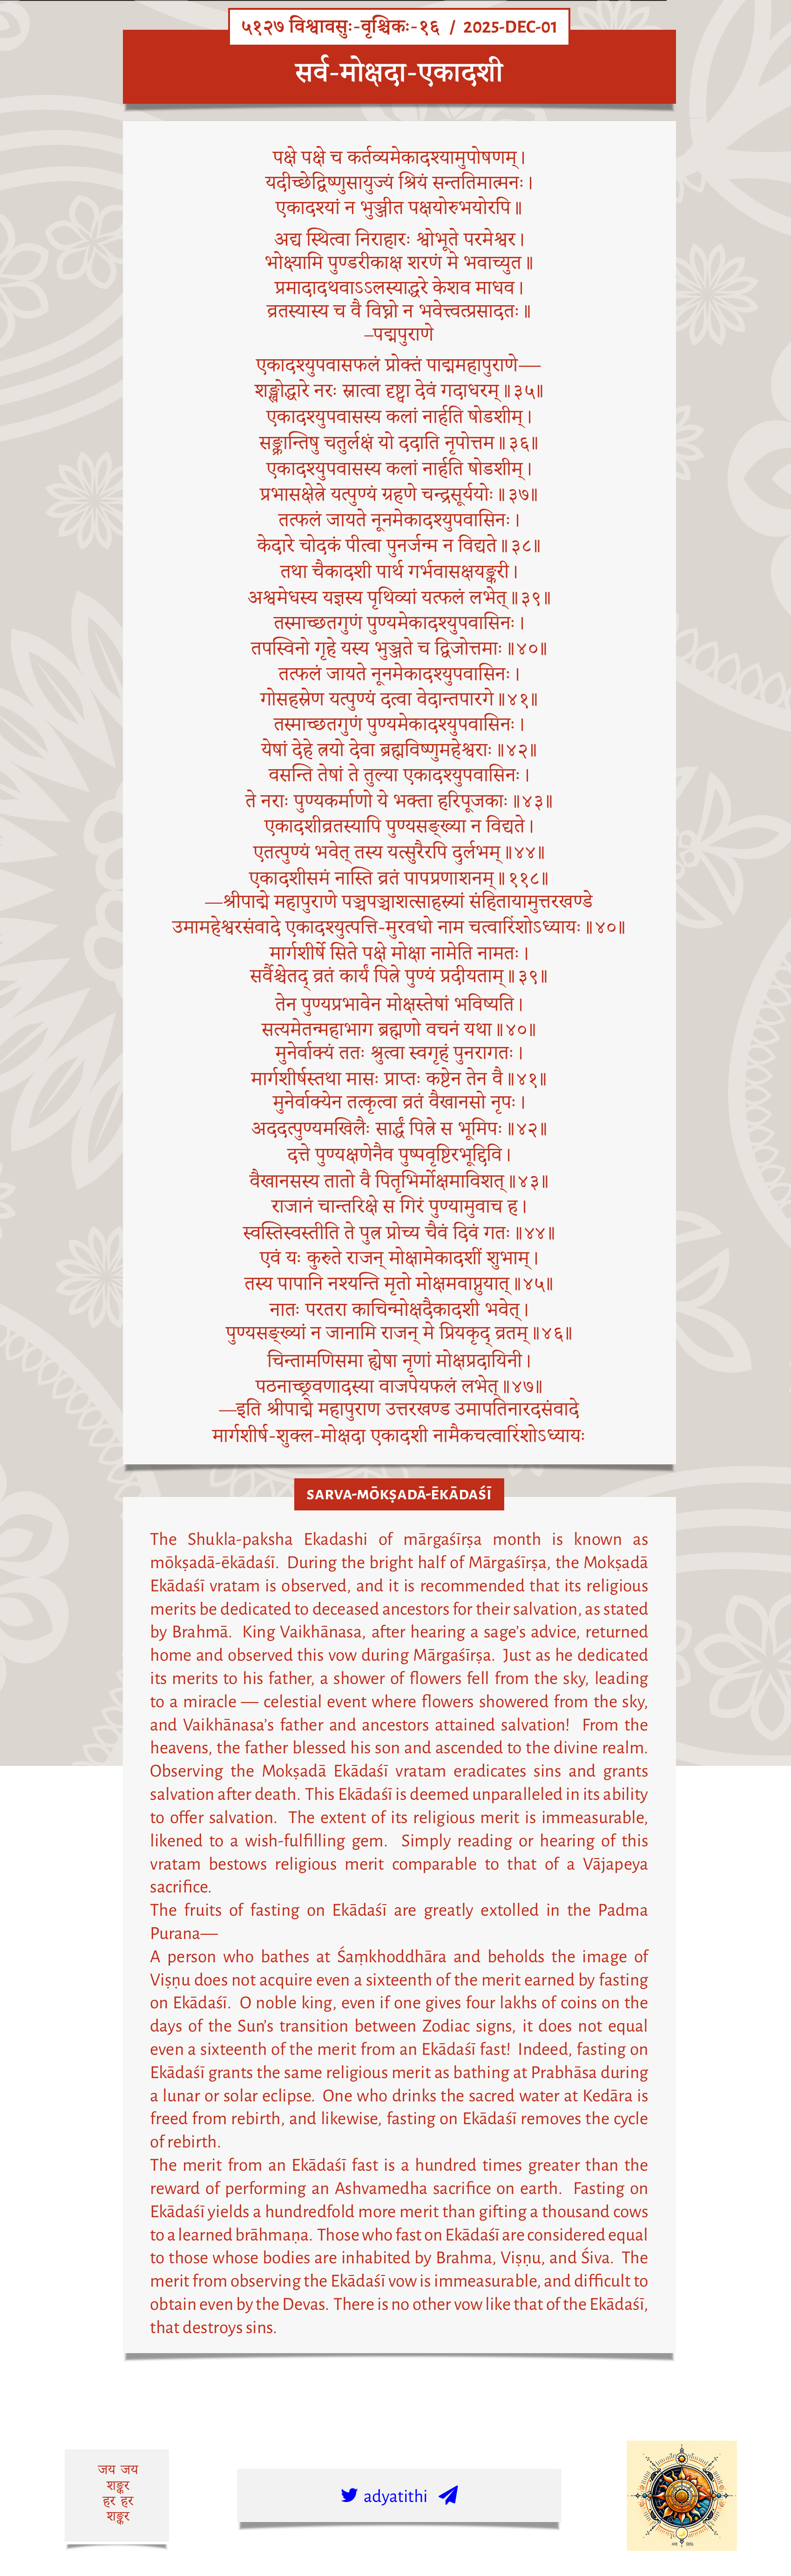 ५१२७ विश्वावसुः-वृश्चिकः-१६ / 2025-DEC-01
सर्व-मोक्षदा-एकादशी
पक्षे पक्षे च कर्तव्यमेकादश्यामुपोषणम्।
यदीच्छेद्विष्णुसायुज्यं श्रियं सन्ततिमात्मनः।
एकादश्यां न भुञ्जीत पक्षयोरुभयोरपि॥
अद्य स्थित्वा निराहारः श्वोभूते परमेश्वर।
भोक्ष्यामि पुण्डरीकाक्ष शरणं मे भवाच्युत॥
प्रमादादथवाऽऽलस्याद्धरे केशव माधव।
व्रतस्यास्य च वै विघ्नो न भवेत्त्वत्प्रसादतः॥
–पद्मपुराणे
एकादश्युपवासफलं प्रोक्तं पाद्ममहापुराणे—
शङ्खोद्धारे नरः स्नात्वा दृष्ट्वा देवं गदाधरम्॥३५॥
एकादश्युपवासस्य कलां नार्हति षोडशीम्।
सङ्क्रान्तिषु चतुर्लक्षं यो ददाति नृपोत्तम॥३६॥
एकादश्युपवासस्य कलां नार्हति षोडशीम्।
प्रभासक्षेत्रे यत्पुण्यं ग्रहणे चन्द्रसूर्ययोः॥३७॥
तत्फलं जायते नूनमेकादश्युपवासिनः।
केदारे चोदकं पीत्वा पुनर्जन्म न विद्यते॥३८॥
तथा चैकादशी पार्थ गर्भवासक्षयङ्करी।
अश्वमेधस्य यज्ञस्य पृथिव्यां यत्फलं लभेत्॥३९॥
तस्माच्छतगुणं पुण्यमेकादश्युपवासिनः।
तपस्विनो गृहे यस्य भुञ्जते च द्विजोत्तमाः॥४०॥
तत्फलं जायते नूनमेकादश्युपवासिनः।
गोसहस्रेण यत्पुण्यं दत्वा वेदान्तपारगे॥४१॥
तस्माच्छतगुणं पुण्यमेकादश्युपवासिनः।
येषां देहे त्रयो देवा ब्रह्मविष्णुमहेश्वराः॥४२॥
वसन्ति तेषां ते तुल्या एकादश्युपवासिनः।
ते नराः पुण्यकर्माणो ये भक्ता हरिपूजकाः॥४३॥
एकादशीव्रतस्यापि पुण्यसङ्ख्या न विद्यते।
एतत्पुण्यं भवेत् तस्य यत्सुरैरपि दुर्लभम्॥४४॥
एकादशीसमं नास्ति व्रतं पापप्रणाशनम्॥११८॥
—श्रीपाद्मे महापुराणे पञ्चपञ्चाशत्साहस्र्यां संहितायामुत्तरखण्डे
उमामहेश्वरसंवादे एकादश्युत्पत्ति-मुरवधो नाम चत्वारिंशोऽध्यायः॥४०॥
मार्गशीर्षे सिते पक्षे मोक्षा नामेति नामतः।
सर्वैश्चेतद् व्रतं कार्यं पित्रे पुण्यं प्रदीयताम्॥३९॥
तेन पुण्यप्रभावेन मोक्षस्तेषां भविष्यति।
सत्यमेतन्महाभाग ब्रह्मणो वचनं यथा॥४०॥
मुनेर्वाक्यं ततः श्रुत्वा स्वगृहं पुनरागतः।
मार्गशीर्षस्तथा मासः प्राप्तः कष्टेन तेन वै॥४१॥
मुनेर्वाक्येन तत्कृत्वा व्रतं वैखानसो नृपः।
अददत्पुण्यमखिलैः सार्द्धं पित्रे स भूमिपः॥४२॥
दत्ते पुण्यक्षणेनैव पुष्पवृष्टिरभूद्दिवि।
वैखानसस्य तातो वै पितृभिर्मोक्षमाविशत्॥४३॥
राजानं चान्तरिक्षे स गिरं पुण्यामुवाच ह।
स्वस्तिस्वस्तीति ते पुत्र प्रोच्य चैवं दिवं गतः॥४४॥
एवं यः कुरुते राजन् मोक्षामेकादशीं शुभाम्।
तस्य पापानि नश्यन्ति मृतो मोक्षमवाप्नुयात्॥४५॥
नातः परतरा काचिन्मोक्षदैकादशी भवेत्।
पुण्यसङ्ख्यां न जानामि राजन् मे प्रियकृद् व्रतम्॥४६॥
चिन्तामणिसमा ह्येषा नृणां मोक्षप्रदायिनी।
पठनाच्छ्रवणादस्या वाजपेयफलं लभेत्॥४७॥
—इति श्रीपाद्मे महापुराण उत्तरखण्ड उमापतिनारदसंवादे
मार्गशीर्ष-शुक्ल-मोक्षदा एकादशी नामैकचत्वारिंशोऽध्यायः
SARVA-MŌKṢADĀ-ĒKĀDAŚĪ
The Shukla-paksha Ekadashi of mārgaśīrṣa month is known as
mōkṣadā-ēkādaśī. During the bright half of Mārgaśīrṣa, the Mokṣadā
Ekādaśī vratam is observed, and it is recommended that its religious
merits be dedicated to deceased ancestors for their salvation, as stated
by Brahmā. King Vaikhānasa, after hearing a sage's advice, returned
home and observed this vow during Mārgaśīrṣa. Just as he dedicated
its merits to his father, a shower of flowers fell from the sky, leading
to a miracle — celestial event where flowers showered from the sky,
and Vaikhānasa's father and ancestors attained salvation! From the
heavens, the father blessed his son and ascended to the divine realm.
Observing the Mokṣadā Ekādaśī vratam eradicates sins and grants
salvation after death. This Ekādaśī is deemed unparalleled in its ability
to offer salvation. The extent of its religious merit is immeasurable,
likened to a wish-fulfilling gem. Simply reading or hearing of this
vratam bestows religious merit comparable to that of a Vājapeya
sacrifice.
The fruits of fasting on Ekādaśī are greatly extolled in the Padma
Purana—
A person who bathes at Śaṃkhoddhāra and beholds the image of
Viṣṇu does not acquire even a sixteenth of the merit earned by fasting
on Ekādaśī. O noble king, even if one gives four lakhs of coins on the
days of the Sun's transition between Zodiac signs, it does not equal
even a sixteenth of the merit from an Ekādaśī fast! Indeed, fasting on
Ekādaśī grants the same religious merit as bathing at Prabhāsa during
a lunar or solar eclipse. One who drinks the sacred water at Kedāra is
freed from rebirth, and likewise, fasting on Ekādaśī removes the cycle
of rebirth.
The merit from an Ekādaśī fast is a hundred times greater than the
reward of performing an Ashvamedha sacrifice on earth. Fasting on
Ekādaśī yields a hundredfold more merit than gifting a thousand cows
to a learned brāhmaṇa. Those who fast on Ekādaśī are considered equal
to those whose bodies are inhabited by Brahma, Viṣṇu, and Śiva. The
merit from observing the Ekādaśī vow is immeasurable, and difficult to
obtain even by the Devas. There is no other vow like that of the Ekādaśī,
that destroys sins.
जय जय
शङ्कर
हर हर
शङ्कर
adyatithi